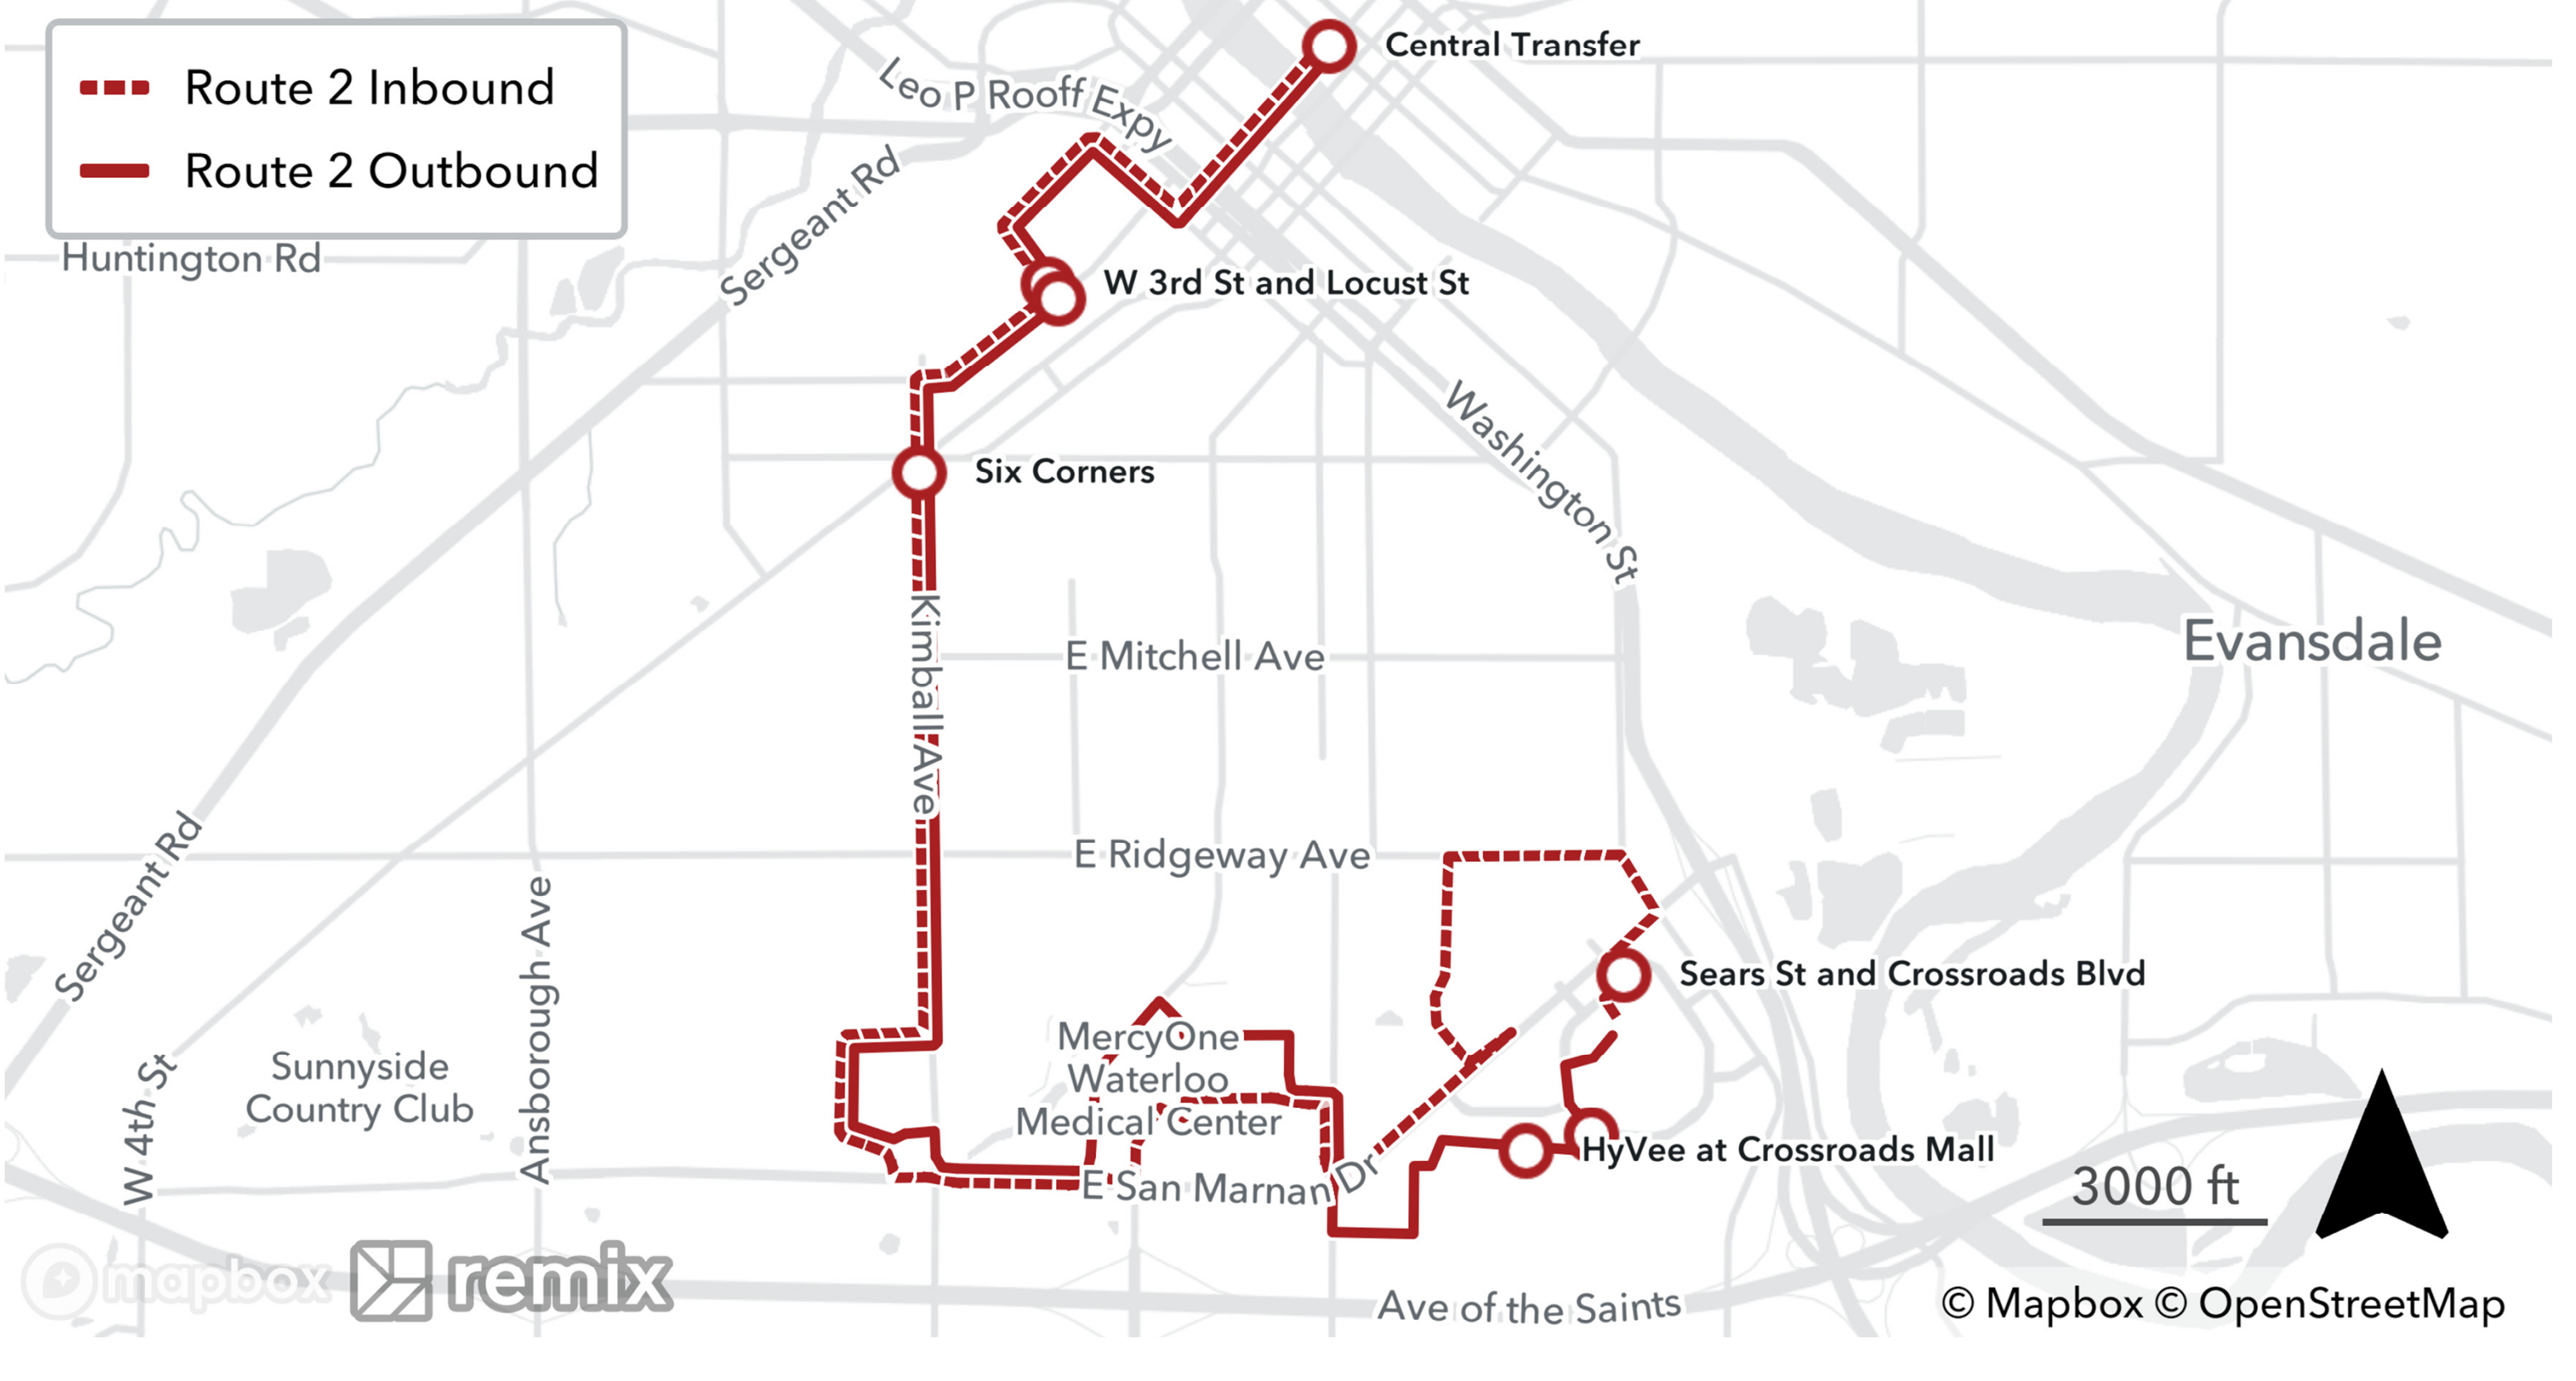 Route 2 Inbound
Route 2 Outbound
Central Transfer
Leo P Rooff Expy
Sergeant Rd
Huntington Rd
W 3rd St and Locust St
Washington St
Six Corners
Kimball Ave
E Mitchell Ave
Evansdale
E Ridgeway Ave
Sergeant Rd
Ansborough Ave
Sears St and Crossroads Blvd
MercyOne
Waterloo
Medical Center
Sunnyside
Country Club
W 4th St
HyVee at Crossroads Mall
E San Marnan Dr
3000 ft
mapbox
remix
Ave of the Saints
© Mapbox © OpenStreetMap